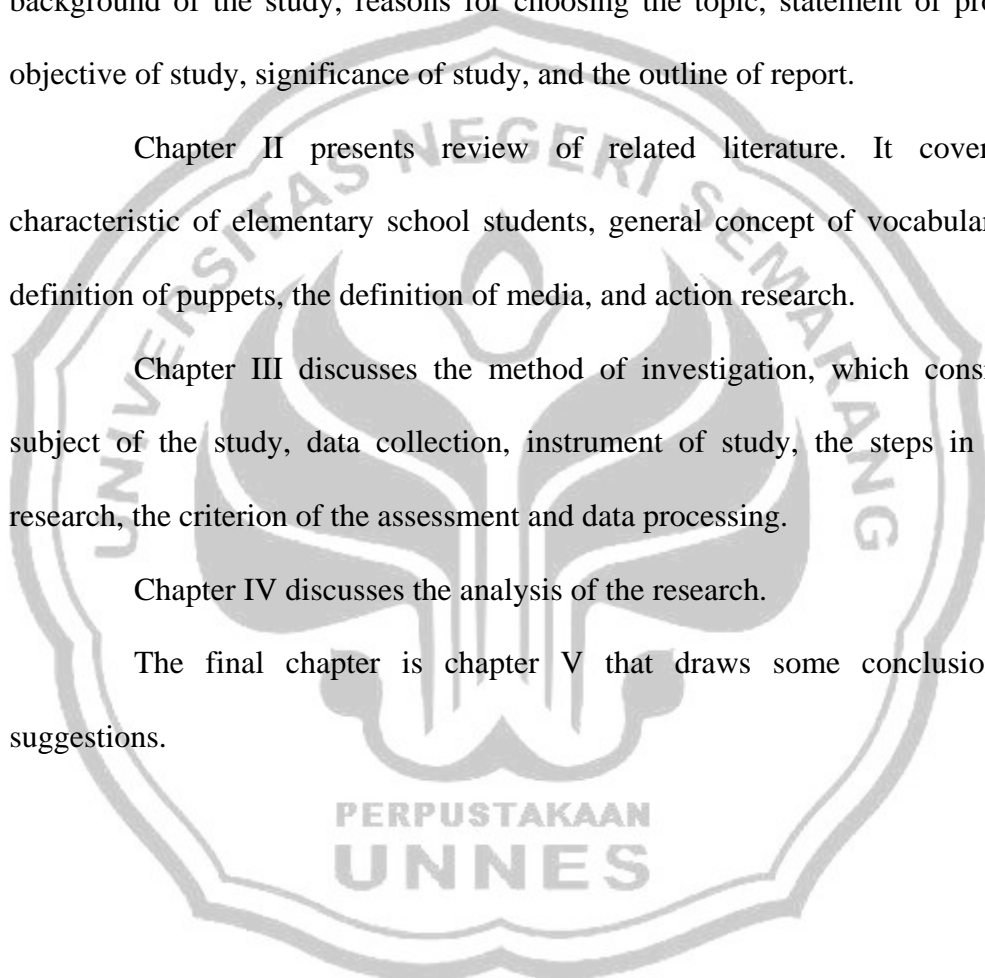 background of the study, reasons for choosing the topic, statement of
objective of study, significance of study, and the outline of report.
Chapter II presents review of related literature. It
characteristic of elementary school students, general concept of
definition of puppets, the definition of media, and action research.
Chapter III discusses the method of investigation, which
subject of the study, data collection, instrument of study, the steps in
research, the criterion of the assessment and data processing.
Chapter IV discusses the analysis of the research.
The final chapter is chapter V that draws some
suggestions.
UNIVERSITAS NEGERI SEMARANG
PERPUSTAKAAN
UNNES